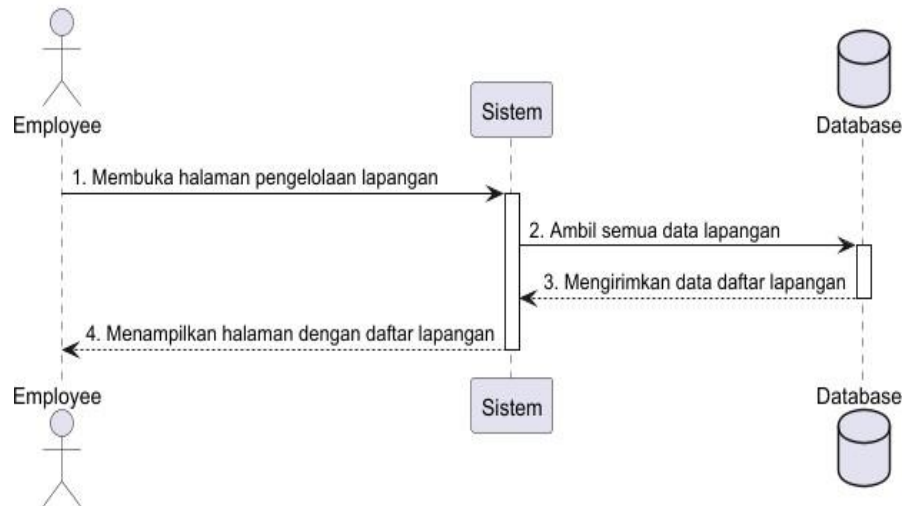 Employee
Sistem
Database
1. Membuka halaman pengelolaan lapangan
2. Ambil semua data lapangan
3. Mengirimkan data daftar lapangan
4. Menampilkan halaman dengan daftar lapangan
Employee
Sistem
Database